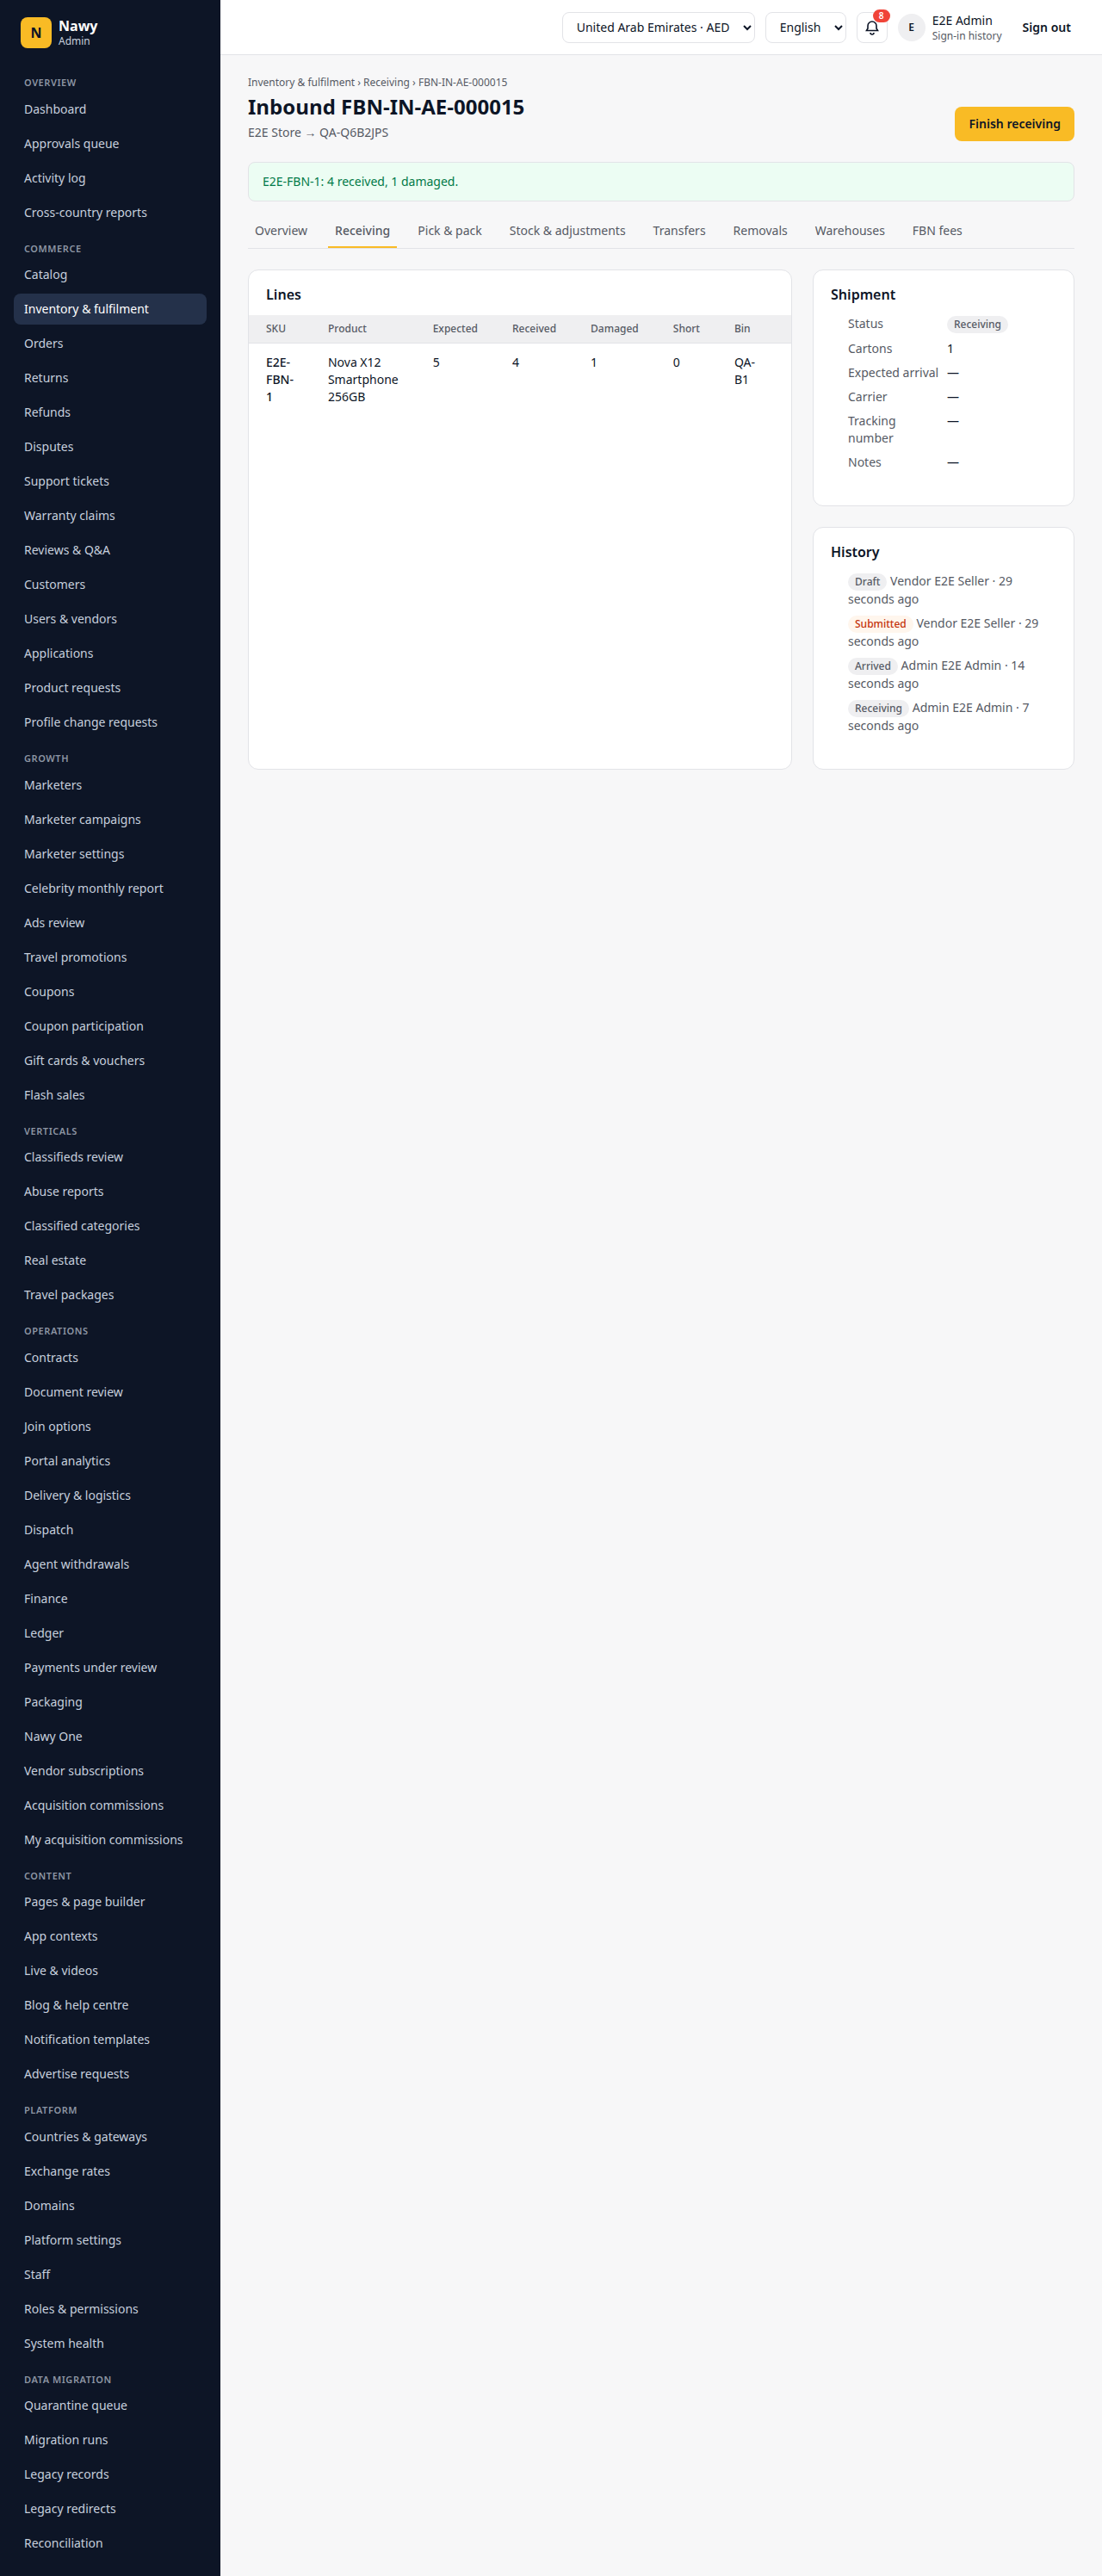 N
Nawy
Admin
OVERVIEW
Dashboard
Approvals queue
Activity log
Cross-country reports
COMMERCE
Catalog
Inventory & fulfilment
Orders
Returns
Refunds
Disputes
Support tickets
Warranty claims
Reviews & Q&A
Customers
Users & vendors
Applications
Product requests
Profile change requests
GROWTH
Marketers
Marketer campaigns
Marketer settings
Celebrity monthly report
Ads review
Travel promotions
Coupons
Coupon participation
Gift cards & vouchers
Flash sales
VERTICALS
Classifieds review
Abuse reports
Classified categories
Real estate
Travel packages
OPERATIONS
Contracts
Document review
Join options
Portal analytics
Delivery & logistics
Dispatch
Agent withdrawals
Finance
Ledger
Payments under review
Packaging
Nawy One
Vendor subscriptions
Acquisition commissions
My acquisition commissions
CONTENT
Pages & page builder
App contexts
Live & videos
Blog & help centre
Notification templates
Advertise requests
PLATFORM
Countries & gateways
Exchange rates
Domains
Platform settings
Staff
Roles & permissions
System health
DATA MIGRATION
Quarantine queue
Migration runs
Legacy records
Legacy redirects
Reconciliation
United Arab Emirates · AED
English
8
E
E2E Admin
Sign-in history
Sign out
Inventory & fulfilment › Receiving › FBN-IN-AE-000015
Inbound FBN-IN-AE-000015
E2E Store → QA-Q6B2JPS
Finish receiving
E2E-FBN-1: 4 received, 1 damaged.
Overview Receiving Pick & pack Stock & adjustments Transfers Removals Warehouses FBN fees
Lines
SKU Product Expected Received Damaged Short Bin
E2E- Nova X12 5 4 1 0 QA-
FBN- Smartphone B1
1 256GB
Shipment
Status Receiving
Cartons 1
Expected arrival —
Carrier —
Tracking —
number
Notes —
History
Draft Vendor E2E Seller · 29
seconds ago
Submitted Vendor E2E Seller · 29
seconds ago
Arrived Admin E2E Admin · 14
seconds ago
Receiving Admin E2E Admin · 7
seconds ago